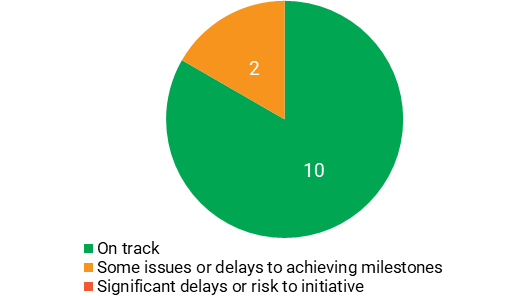 2
10
On track
Some issues or delays to achieving milestones
Significant delays or risk to initiative